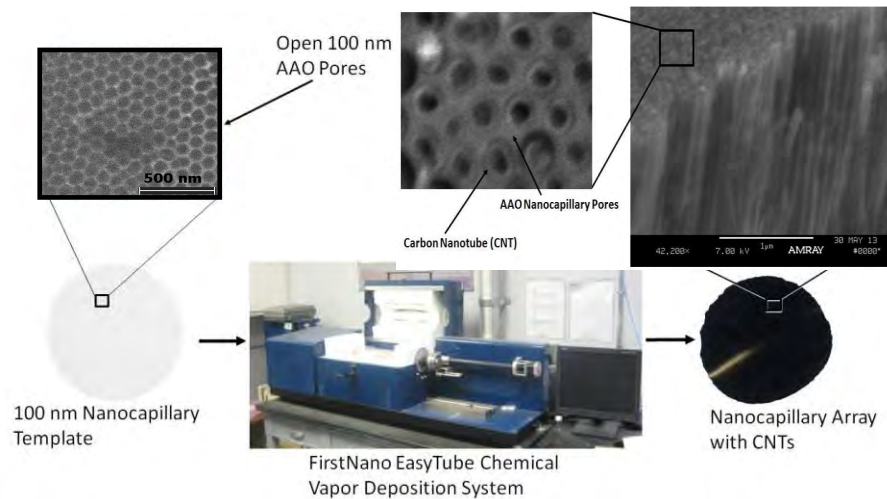 Open 100 nm
AAO Pores
500 nm
AAO Nanocapillary Pores
Carbon Nanotube (CNT)
30 MAY 13
42,200× 7.00 kV 1µm AMRAY #0000°
100 nm Nanocapillary
Template
FirstNano EasyTube Chemical
Vapor Deposition System
Nanocapillary Array
with CNTs